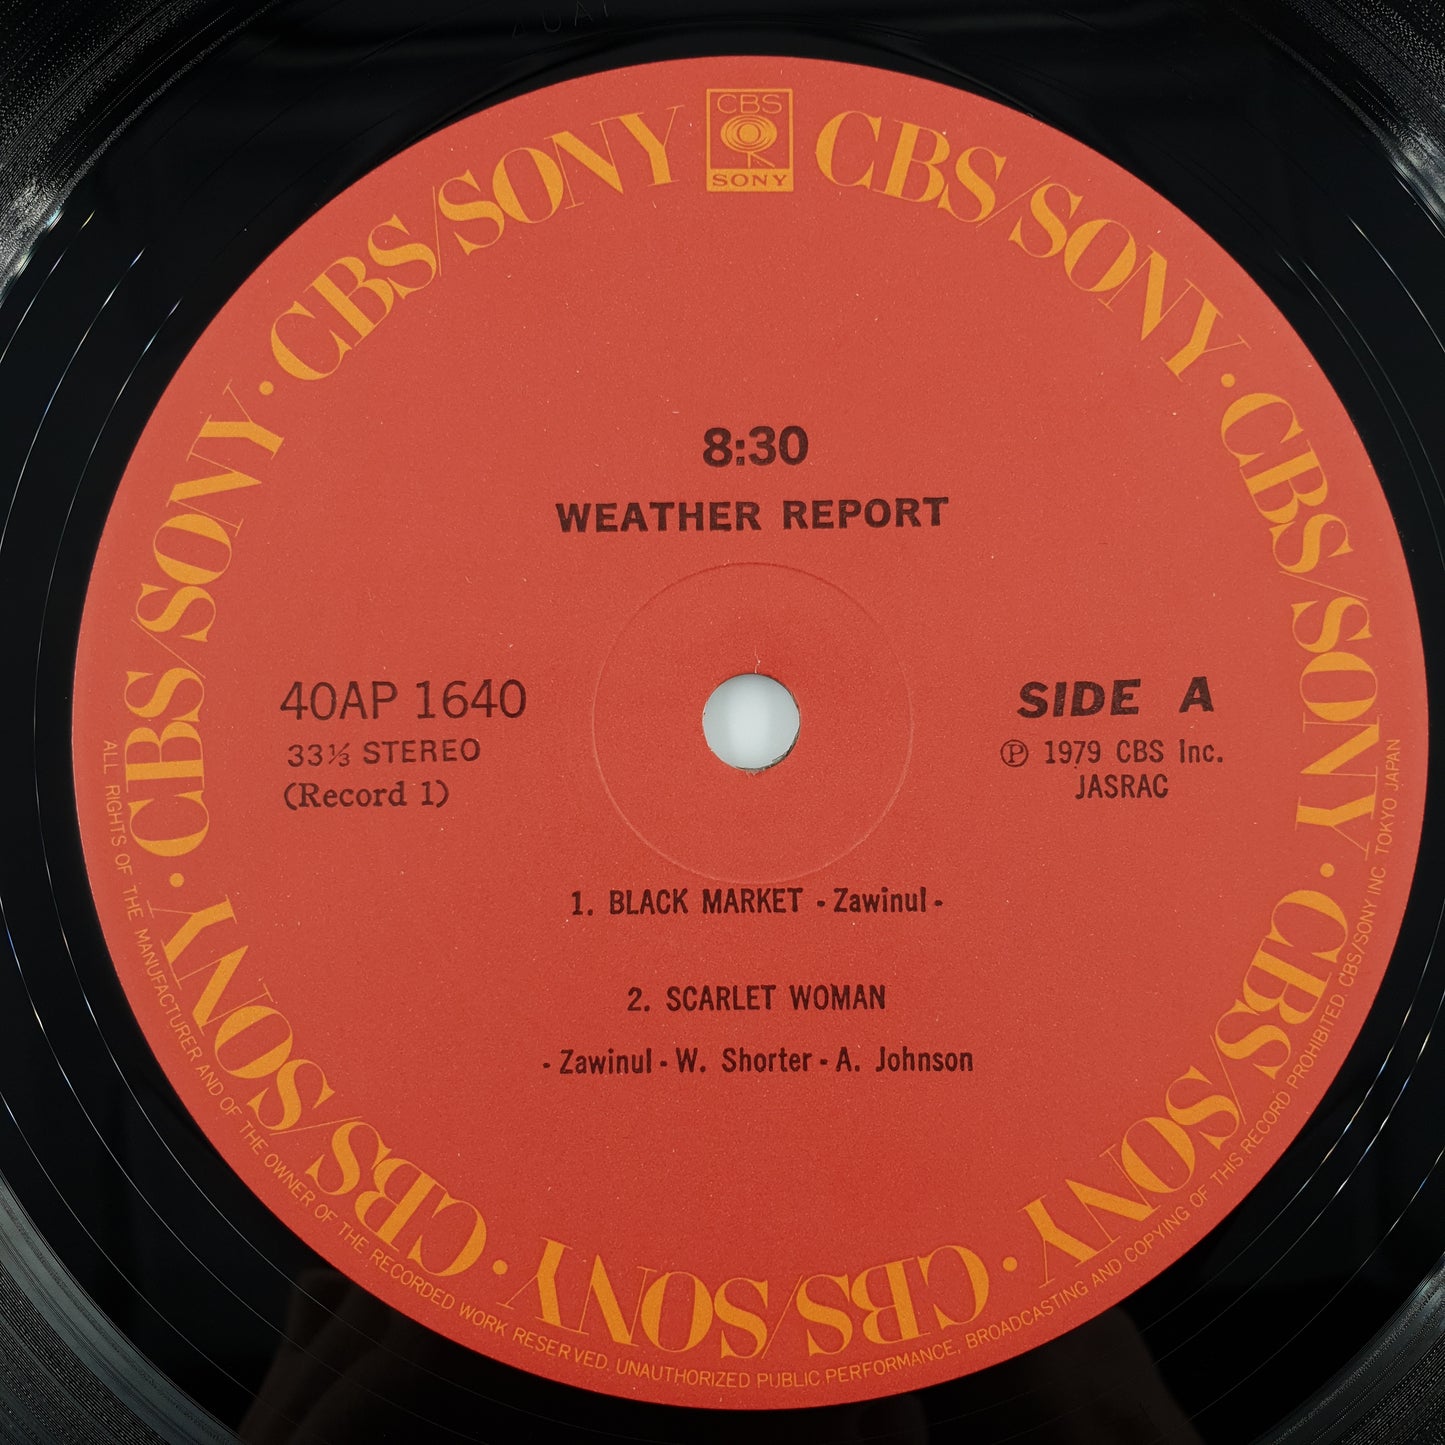 CBS
SONY
CBS/SONY · CBS/SONY · CBS/SONY · CBS/SONY · CBS/SONY · CBS/SONY · CBS/SONY · CBS/SONY
8:30
WEATHER REPORT
40AP 1640
33⅓ STEREO
(Record 1)
SIDE A
Ⓟ 1979 CBS Inc.
JASRAC
1. BLACK MARKET - Zawinul -
2. SCARLET WOMAN
- Zawinul - W. Shorter - A. Johnson
ALL RIGHTS OF THE MANUFACTURER AND OF THE OWNER OF THE RECORDED WORK RESERVED. UNAUTHORIZED PUBLIC PERFORMANCE, BROADCASTING AND COPYING OF THIS RECORD PROHIBITED. CBS/SONY INC. TOKYO JAPAN